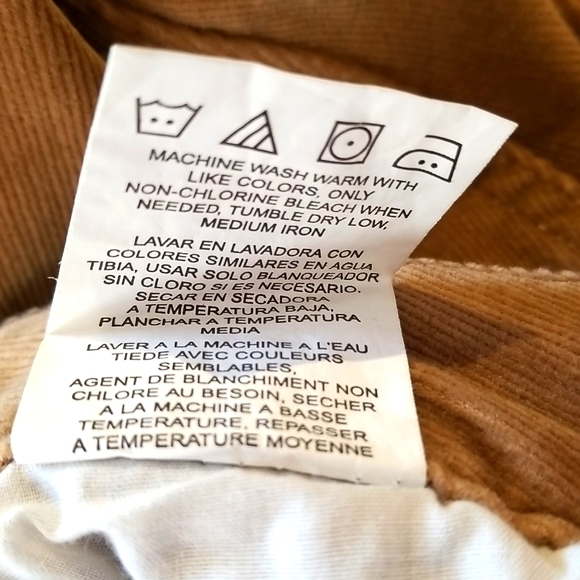 MACHINE WASH WARM WITH
LIKE COLORS, ONLY
NON-CHLORINE BLEACH WHEN
NEEDED, TUMBLE DRY LOW,
MEDIUM IRON
LAVAR EN LAVADORA CON
COLORES SIMILARES EN AGUA
TIBIA, USAR SOLO BLANQUEADOR
SIN CLORO SI ES NECESARIO.
SECAR EN SECADORA
A TEMPERATURA BAJA,
PLANCHAR A TEMPERATURA
MEDIA
LAVER A LA MACHINE A L'EAU
TIEDE AVEC COULEURS
SEMBLABLES,
AGENT DE BLANCHIMENT NON
CHLORE AU BESOIN, SECHER
A LA MACHINE A BASSE
TEMPERATURE, REPASSER
A TEMPERATURE MOYENNE